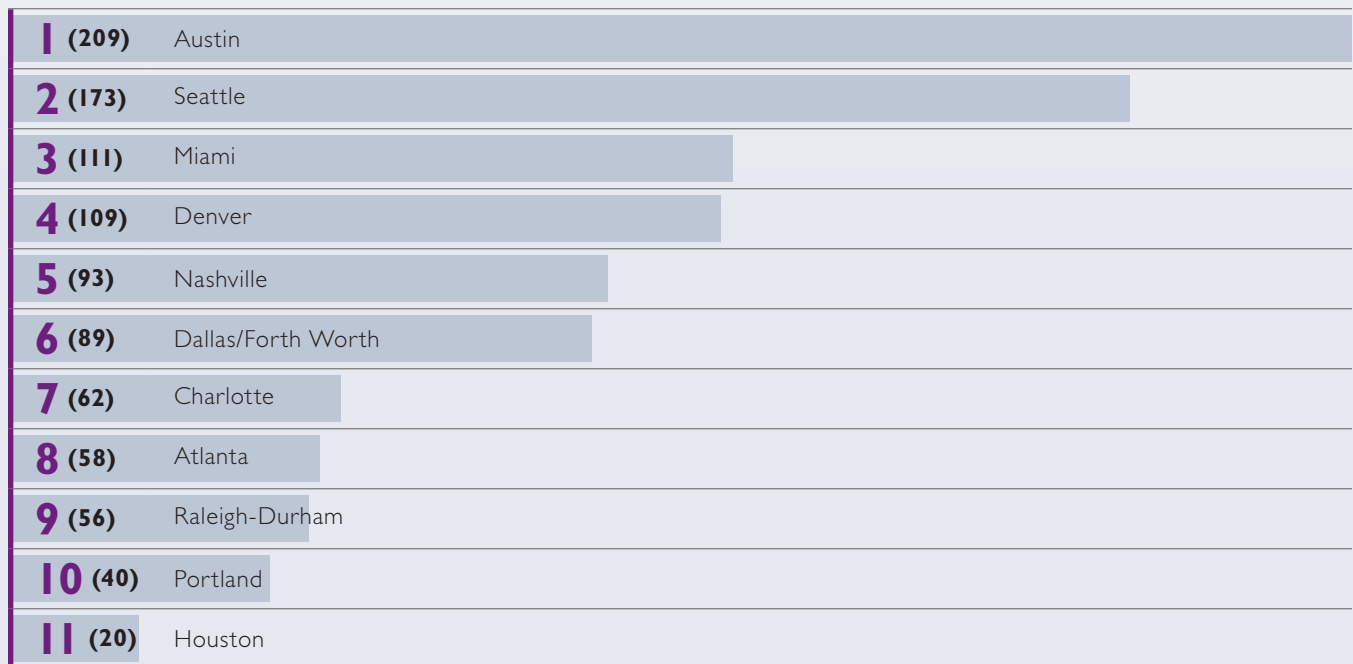 1 (209) Austin
2 (173) Seattle
3 (111) Miami
4 (109) Denver
5 (93) Nashville
6 (89) Dallas/Forth Worth
7 (62) Charlotte
8 (58) Atlanta
9 (56) Raleigh-Durham
10 (40) Portland
11 (20) Houston